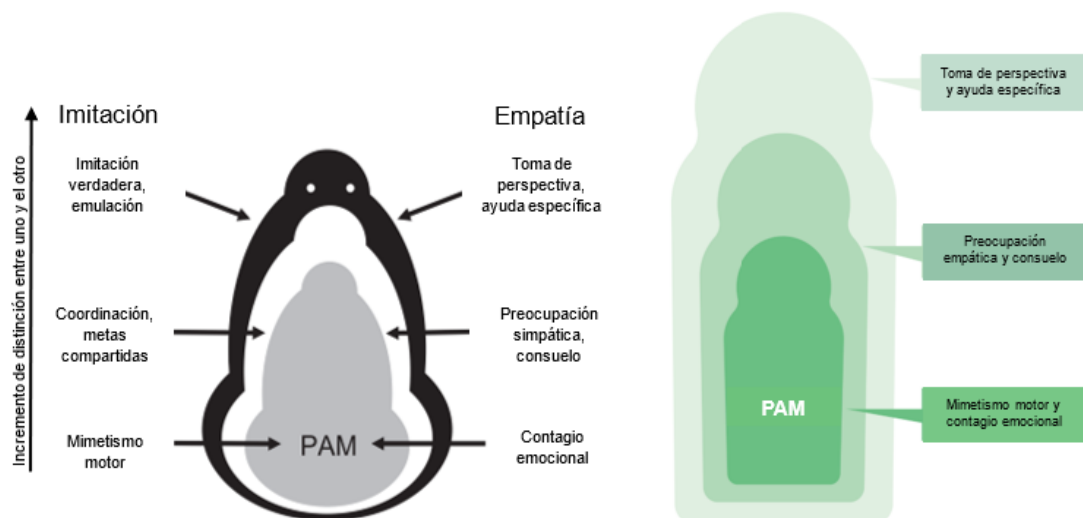 Incremento de distinción entre uno y el otro
Imitación
Imitación
verdadera,
emulación
Coordinación,
metas
compartidas
Mimetismo
motor
PAM
Empatía
Toma de
perspectiva,
ayuda específica
Preocupación
simpática,
consuelo
Contagio
emocional
Toma de perspectiva
y ayuda específica
Preocupación
empática y consuelo
PAM
Mimetismo motor y
contagio emocional